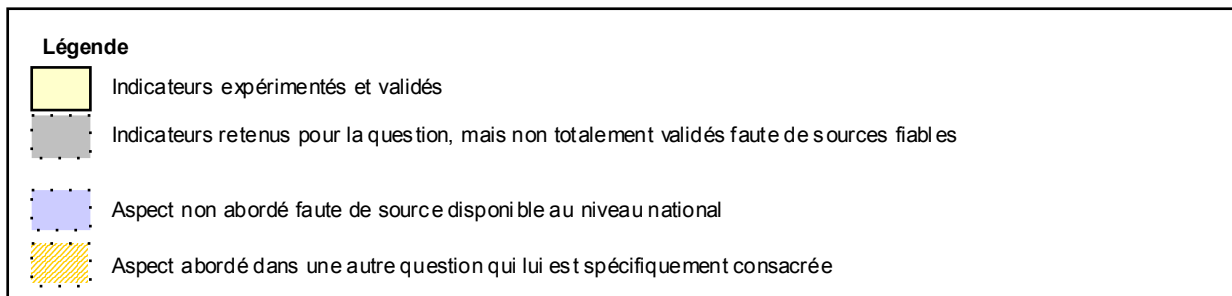 Légende
Indicateurs expérimentés et validés
Indicateurs retenus pour la question, mais non totalement validés faute de sources fiables
Aspect non abordé faute de source disponible au niveau national
Aspect abordé dans une autre question qui lui est spécifiquement consacrée